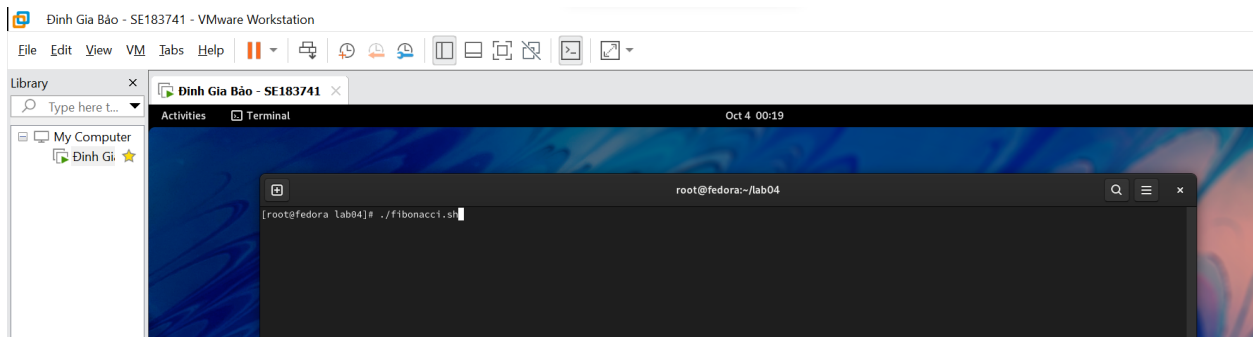 Đinh Gia Bảo - SE183741 - VMware Workstation
File Edit View VM Tabs Help
Library
Type here t...
My Computer
Đinh Gi
Đinh Gia Bảo - SE183741
Activities Terminal Oct 4 00:19
root@fedora:~/lab04
[root@fedora lab04]# ./fibonacci.sh